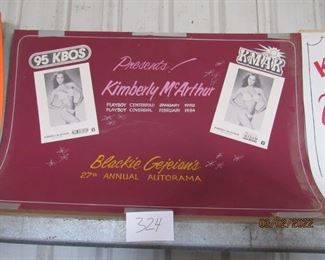 95 KBOS
KMAK
Presents!
Kimberly McArthur
PLAYBOY CENTERFOLD JANUARY 1982
PLAYBOY COVERGIRL FEBRUARY 1984
Blackie Gejeian's
27th ANNUAL AUTORAMA
324
03/02/2022